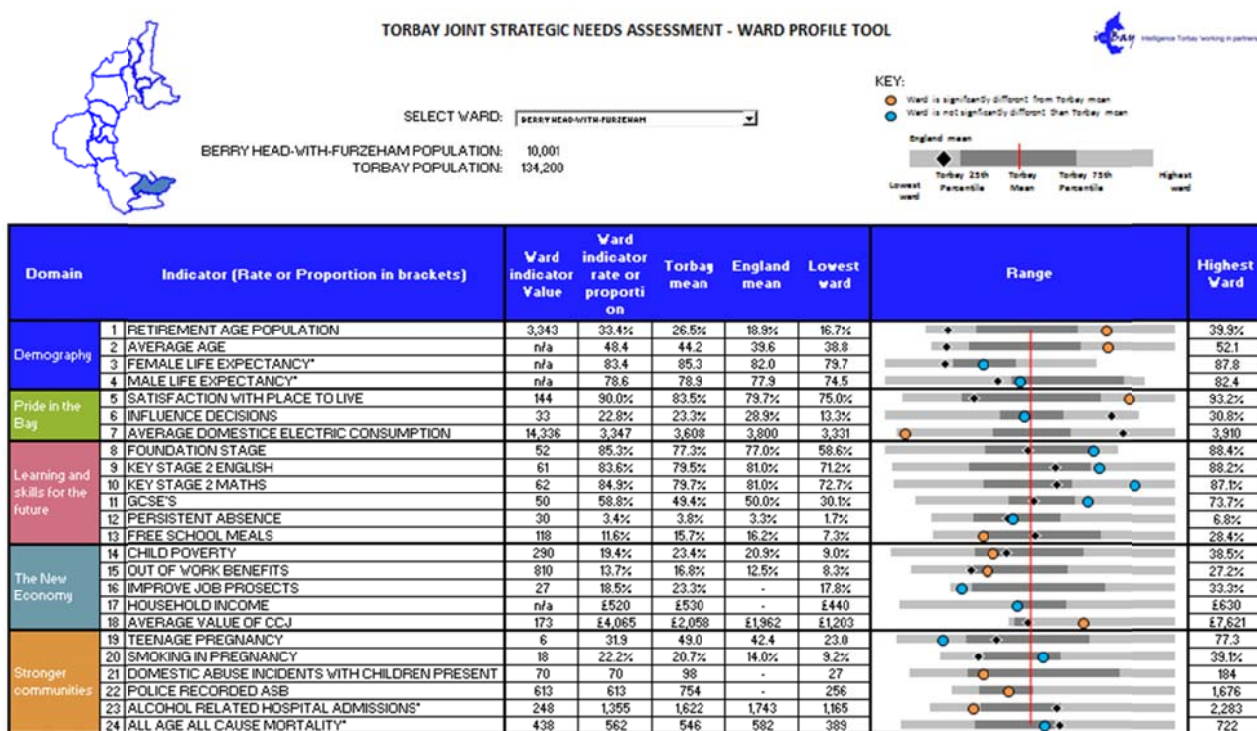 TORBAY JOINT STRATEGIC NEEDS ASSESSMENT - WARD PROFILE TOOL
Intelligence Torbay 'working in partners
KEY:
Ward is significantly different from Torbay mean
Ward is not significantly different than Torbay mean
SELECT WARD: BERRY HEAD-WITH-FURZEHAM
England mean
BERRY HEAD-WITH-FURZEHAM POPULATION: 10,001
TORBAY POPULATION: 134,200
Lowest ward Torbay 25th Percentile Torbay Mean Torbay 75th Percentile Highest ward
Domain Indicator (Rate or Proportion in brackets) Ward indicator Value Ward indicator rate or proporti on Torbay mean England mean Lowest ward Range Highest Ward
Demography
1 RETIREMENT AGE POPULATION 3,343 33.4% 26.5% 18.9% 16.7% 39.9%
2 AVERAGE AGE n/a 48.4 44.2 39.6 38.8 52.1
3 FEMALE LIFE EXPECTANCY* n/a 83.4 85.3 82.0 79.7 87.8
4 MALE LIFE EXPECTANCY* n/a 78.6 78.9 77.9 74.5 82.4
Pride in the Bay
5 SATISFACTION WITH PLACE TO LIVE 144 90.0% 83.5% 79.7% 75.0% 93.2%
6 INFLUENCE DECISIONS 33 22.8% 23.3% 28.9% 13.3% 30.8%
7 AVERAGE DOMESTICE ELECTRIC CONSUMPTION 14,336 3,347 3,608 3,800 3,331 3,910
Learning and skills for the future
8 FOUNDATION STAGE 52 85.3% 77.3% 77.0% 58.6% 88.4%
9 KEY STAGE 2 ENGLISH 61 83.6% 79.5% 81.0% 71.2% 88.2%
10 KEY STAGE 2 MATHS 62 84.9% 79.7% 81.0% 72.7% 87.1%
11 GCSE'S 50 58.8% 49.4% 50.0% 30.1% 73.7%
12 PERSISTENT ABSENCE 30 3.4% 3.8% 3.3% 1.7% 6.8%
13 FREE SCHOOL MEALS 118 11.6% 15.7% 16.2% 7.3% 28.4%
The New Economy
14 CHILD POVERTY 290 19.4% 23.4% 20.9% 9.0% 38.5%
15 OUT OF WORK BENEFITS 810 13.7% 16.8% 12.5% 8.3% 27.2%
16 IMPROVE JOB PROSECTS 27 18.5% 23.3% - 17.8% 33.3%
17 HOUSEHOLD INCOME n/a £520 £530 - £440 £630
18 AVERAGE VALUE OF CCJ 173 £4,065 £2,058 £1,962 £1,203 £7,621
Stronger communities
19 TEENAGE PREGNANCY 6 31.9 49.0 42.4 23.0 77.3
20 SMOKING IN PREGNANCY 18 22.2% 20.7% 14.0% 9.2% 39.1%
21 DOMESTIC ABUSE INCIDENTS WITH CHILDREN PRESENT 70 70 98 - 27 184
22 POLICE RECORDED ASB 613 613 754 - 256 1,676
23 ALCOHOL RELATED HOSPITAL ADMISSIONS* 248 1,355 1,622 1,743 1,165 2,283
24 ALL AGE ALL CAUSE MORTALITY* 438 562 546 582 389 722